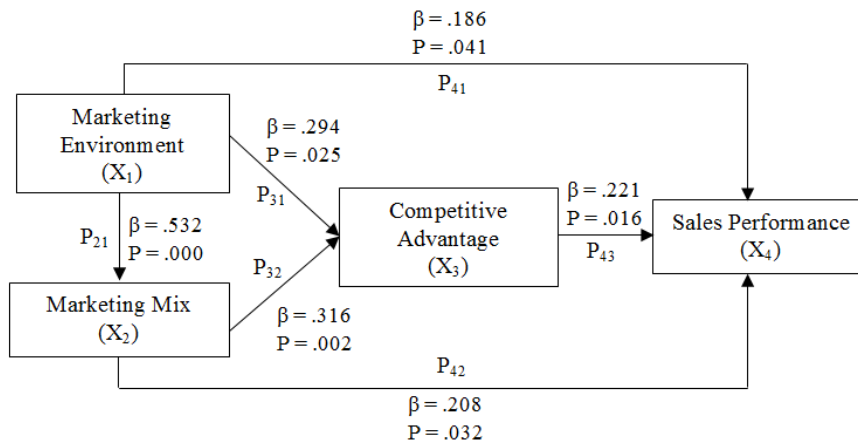 β = .186
P = .041
P₄₁
Marketing
Environment
(X₁)
β = .294
P = .025
P₃₁
P₂₁
β = .532
P = .000
Competitive
Advantage
(X₃)
β = .221
P = .016
P₄₃
Sales Performance
(X₄)
P₃₂
Marketing Mix
(X₂)
β = .316
P = .002
P₄₂
β = .208
P = .032